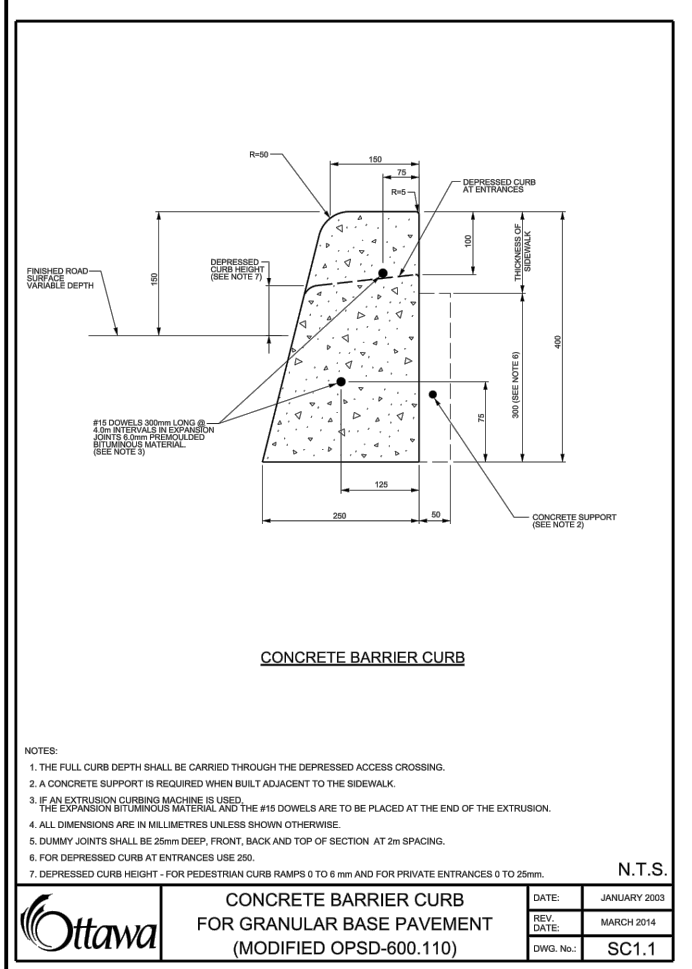 R=50
150
75
R=5
DEPRESSED CURB
AT ENTRANCES
FINISHED ROAD
SURFACE
VARIABLE DEPTH
150
DEPRESSED
CURB HEIGHT
(SEE NOTE 7)
100
THICKNESS OF
SIDEWALK
400
300 (SEE NOTE 6)
75
#15 DOWELS 300mm LONG @
4.0m INTERVALS IN EXPANSION
JOINTS 6.0mm PREMOULDED
BITUMINOUS MATERIAL.
(SEE NOTE 3)
125
250
50
CONCRETE SUPPORT
(SEE NOTE 2)
CONCRETE BARRIER CURB
NOTES:
1. THE FULL CURB DEPTH SHALL BE CARRIED THROUGH THE DEPRESSED ACCESS CROSSING.
2. A CONCRETE SUPPORT IS REQUIRED WHEN BUILT ADJACENT TO THE SIDEWALK.
3. IF AN EXTRUSION CURBING MACHINE IS USED,
THE EXPANSION BITUMINOUS MATERIAL AND THE #15 DOWELS ARE TO BE PLACED AT THE END OF THE EXTRUSION.
4. ALL DIMENSIONS ARE IN MILLIMETRES UNLESS SHOWN OTHERWISE.
5. DUMMY JOINTS SHALL BE 25mm DEEP, FRONT, BACK AND TOP OF SECTION AT 2m SPACING.
6. FOR DEPRESSED CURB AT ENTRANCES USE 250.
7. DEPRESSED CURB HEIGHT - FOR PEDESTRIAN CURB RAMPS 0 TO 6 mm AND FOR PRIVATE ENTRANCES 0 TO 25mm.
N.T.S.
Ottawa
CONCRETE BARRIER CURB
FOR GRANULAR BASE PAVEMENT
(MODIFIED OPSD-600.110)
DATE: JANUARY 2003
REV.
DATE: MARCH 2014
DWG. No.: SC1.1